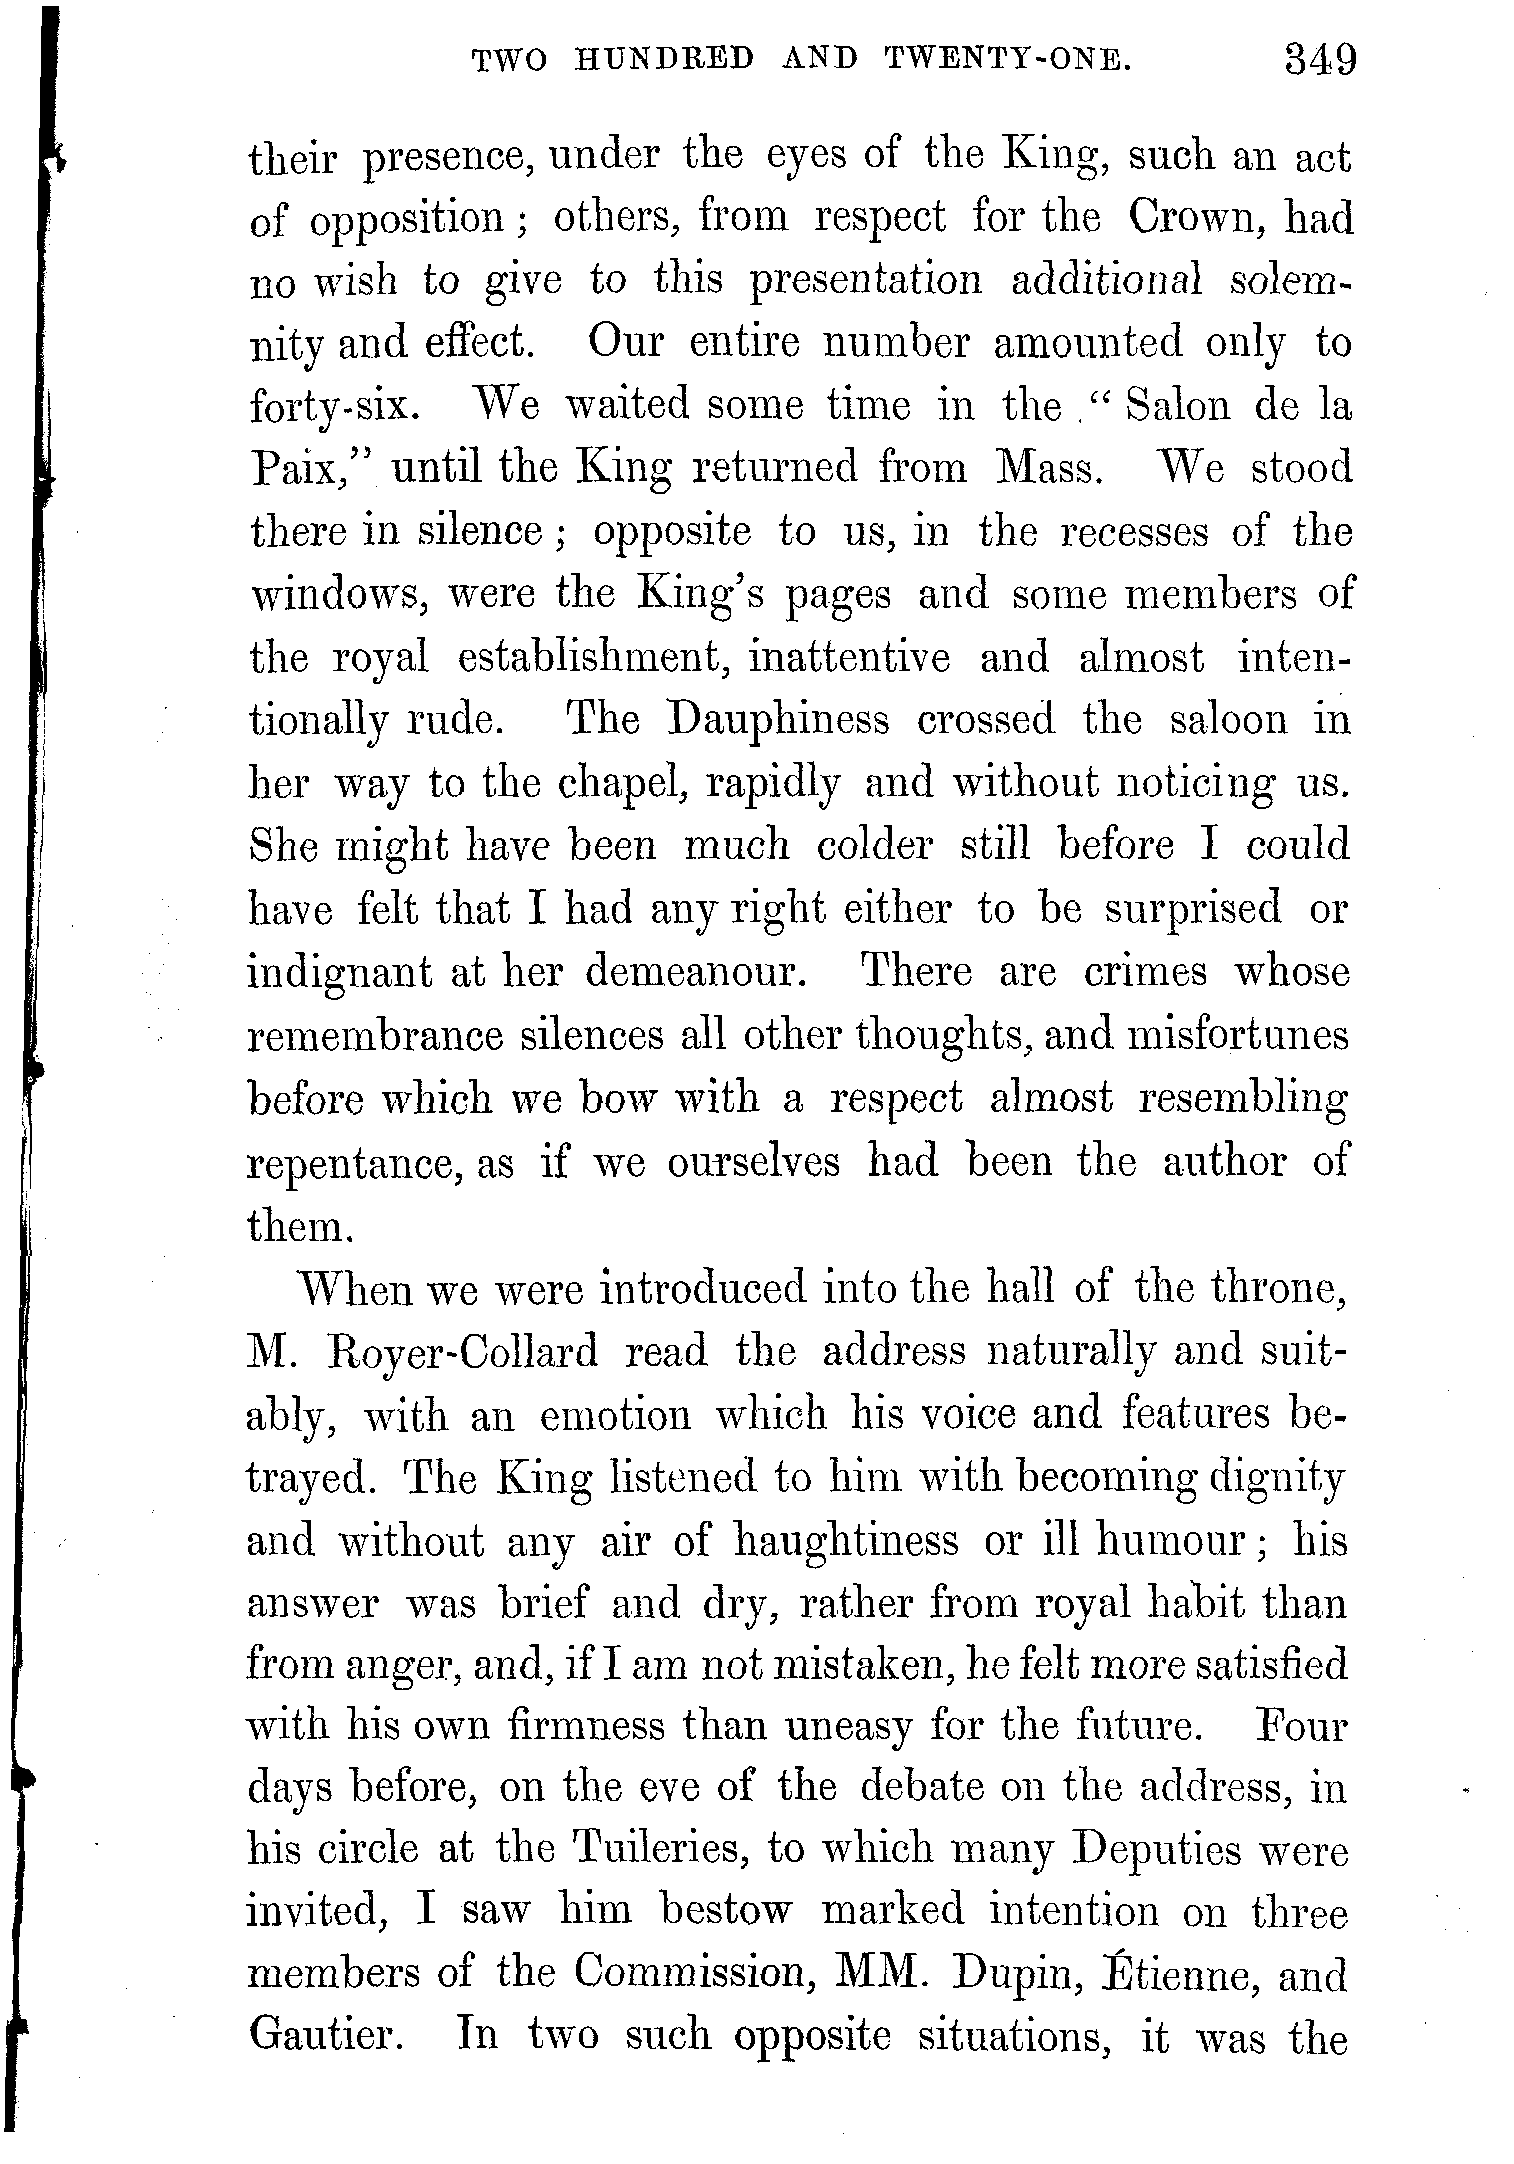 TWO HUNDRED AND TWENTY-ONE. 349
their presence, under the eyes of the King, such an act
of opposition ; others, from respect for the Crown, had
no wish to give to this presentation additional solem-
nity and effect. Our entire number amounted only to
forty-six. We waited some time in the “ Salon de la
Paix,” until the King returned from Mass. We stood
there in silence ; opposite to us, in the recesses of the
windows, were the King’s pages and some members of
the royal establishment, inattentive and almost inten-
tionally rude. The Dauphiness crossed the saloon in
her way to the chapel, rapidly and without noticing us.
She might have been much colder still before I could
have felt that I had any right either to be surprised or
indignant at her demeanour. There are crimes whose
remembrance silences all other thoughts, and misfortunes
before which we bow with a respect almost resembling
repentance, as if we ourselves had been the author of
them.
When we were introduced into the hall of the throne,
M. Royer-Collard read the address naturally and suit-
ably, with an emotion which his voice and features be-
trayed. The King listened to him with becoming dignity
and without any air of haughtiness or ill humour ; his
answer was brief and dry, rather from royal habit than
from anger, and, if I am not mistaken, he felt more satisfied
with his own firmness than uneasy for the future. Four
days before, on the eve of the debate on the address, in
his circle at the Tuileries, to which many Deputies were
invited, I saw him bestow marked intention on three
members of the Commission, MM. Dupin, Étienne, and
Gautier. In two such opposite situations, it was the